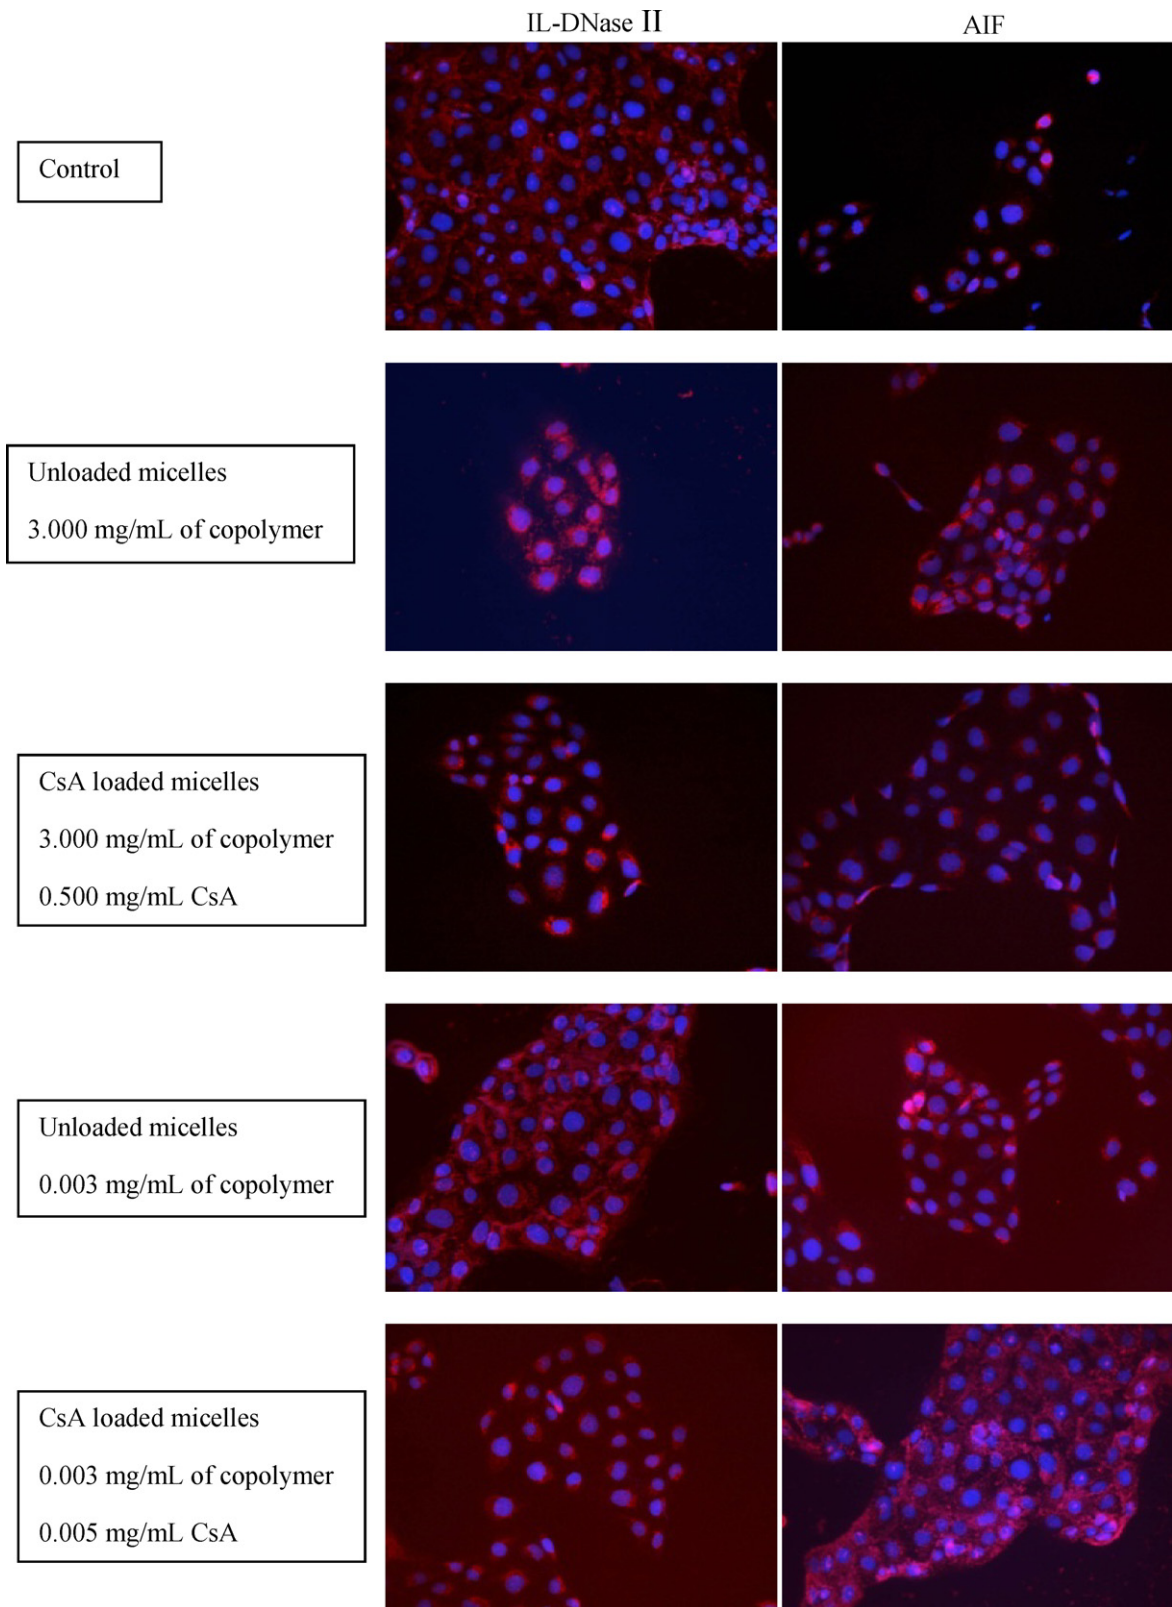 IL-DNase II
AIF
Control
Unloaded micelles
3.000 mg/mL of copolymer
CsA loaded micelles
3.000 mg/mL of copolymer
0.500 mg/mL CsA
Unloaded micelles
0.003 mg/mL of copolymer
CsA loaded micelles
0.003 mg/mL of copolymer
0.005 mg/mL CsA